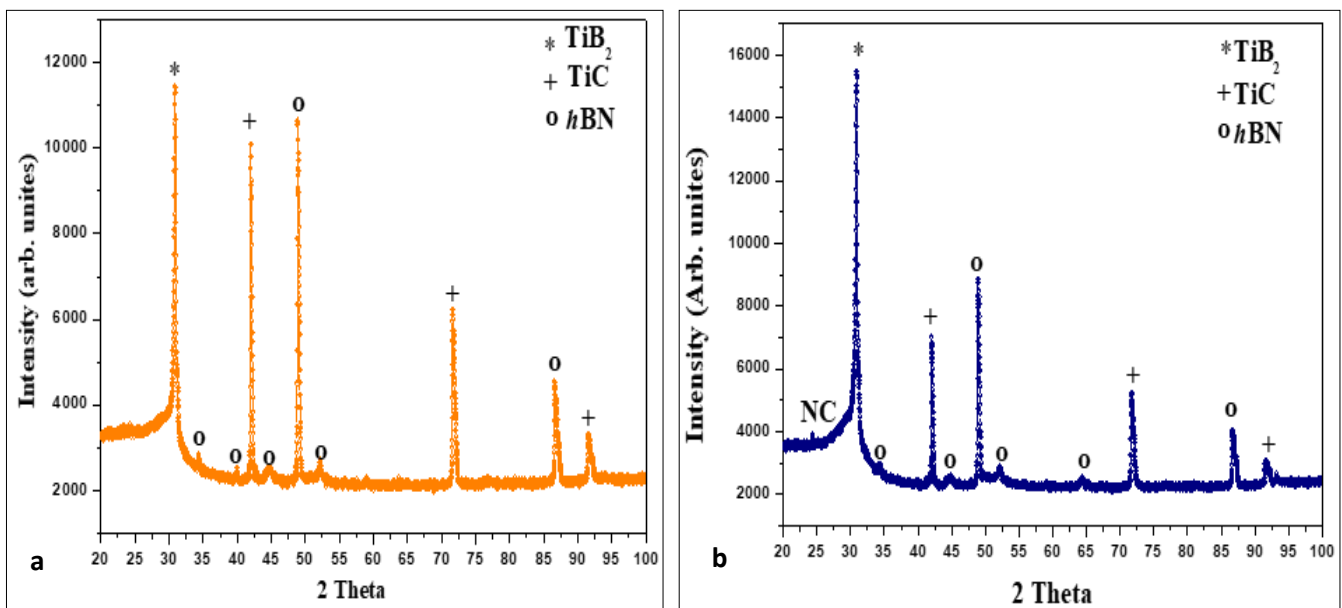 * TiB2
+ TiC
o hBN
*
+
o
+
o
+
o
o
o
o
12000
10000
8000
6000
4000
2000
Intensity (arb. unites)
20 25 30 35 40 45 50 55 60 65 70 75 80 85 90 95 100
2 Theta
a
*TiB2
+TiC
o hBN
*
o
+
+
o
+
NC
o
o
o
o
16000
14000
12000
10000
8000
6000
4000
2000
Intensity (Arb. unites)
20 25 30 35 40 45 50 55 60 65 70 75 80 85 90 95 100
2 Theta
b